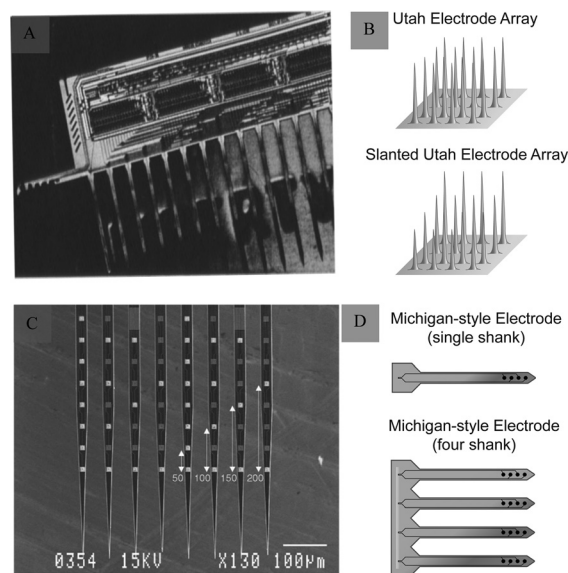 A
B
Utah Electrode Array
Slanted Utah Electrode Array
C
50
100
150
200
0354 15KV X130 100µm
D
Michigan-style Electrode
(single shank)
Michigan-style Electrode
(four shank)